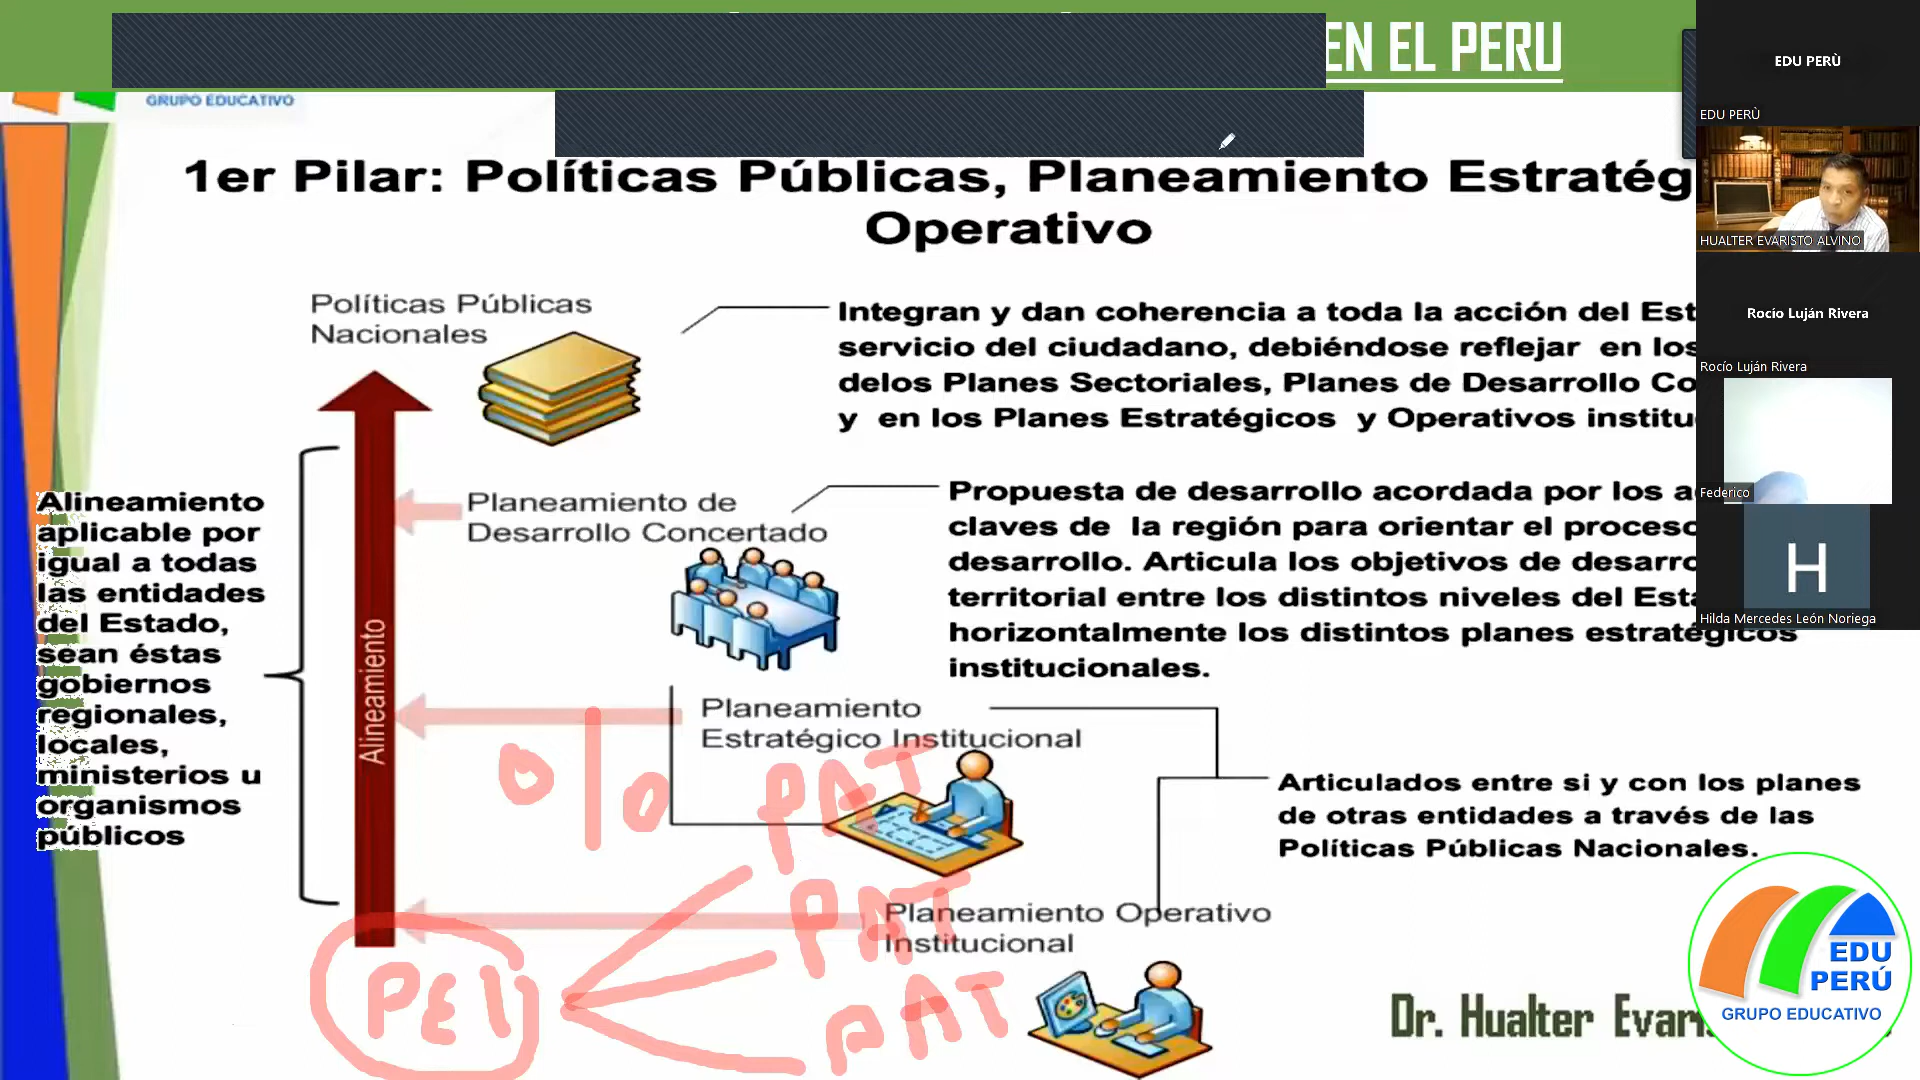 EN EL PERU
GRUPO EDUCATIVO
1er Pilar: Políticas Públicas, Planeamiento Estratég
Operativo
Políticas Públicas
Nacionales
Integran y dan coherencia a toda la acción del Est
servicio del ciudadano, debiéndose reflejar en los
delos Planes Sectoriales, Planes de Desarrollo Co
y en los Planes Estratégicos y Operativos institu
Alineamiento
aplicable por
igual a todas
las entidades
del Estado,
sean éstas
gobiernos
regionales,
locales,
ministerios u
organismos
públicos
Alineamiento
Planeamiento de
Desarrollo Concertado
Propuesta de desarrollo acordada por los a
claves de la región para orientar el proceso
desarrollo. Articula los objetivos de desarro
territorial entre los distintos niveles del Esta
horizontalmente los distintos planes estratégicos
institucionales.
Planeamiento
Estratégico Institucional
Articulados entre si y con los planes
de otras entidades a través de las
Políticas Públicas Nacionales.
Planeamiento Operativo
Institucional
O/O
PAT
PAT
PAT
PEI
Dr. Hualter Evaris
EDU
PERÚ
GRUPO EDUCATIVO
EDU PERÙ
EDU PERÙ
HUALTER EVARISTO ALVINO
Rocío Luján Rivera
Rocío Luján Rivera
Federico
H
Hilda Mercedes León Noriega